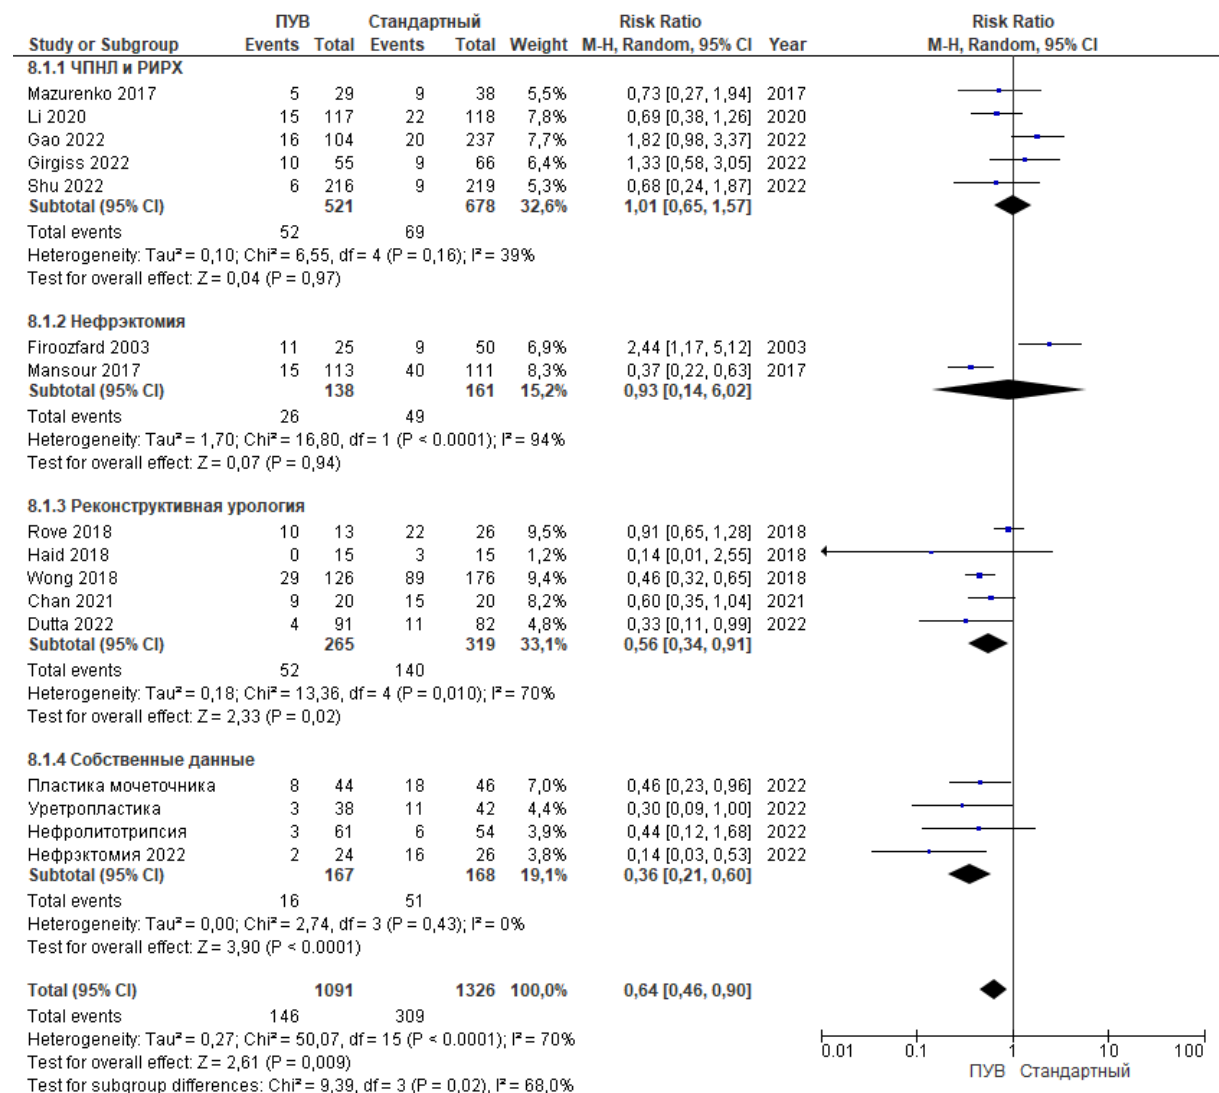 ПУВ Стандартный Risk Ratio Risk Ratio
Study or Subgroup Events Total Events Total Weight M-H, Random, 95% CI Year M-H, Random, 95% CI
8.1.1 ЧПНЛ и РИРХ
Mazurenko 2017 5 29 9 38 5,5% 0,73 [0,27, 1,94] 2017
Li 2020 15 117 22 118 7,8% 0,69 [0,38, 1,26] 2020
Gao 2022 16 104 20 237 7,7% 1,82 [0,98, 3,37] 2022
Girgiss 2022 10 55 9 66 6,4% 1,33 [0,58, 3,05] 2022
Shu 2022 6 216 9 219 5,3% 0,68 [0,24, 1,87] 2022
Subtotal (95% CI) 521 678 32,6% 1,01 [0,65, 1,57]
Total events 52 69
Heterogeneity: Tau² = 0,10; Chi² = 6,55, df = 4 (P = 0,16); I² = 39%
Test for overall effect: Z = 0,04 (P = 0,97)
8.1.2 Нефрэктомия
Firoozfard 2003 11 25 9 50 6,9% 2,44 [1,17, 5,12] 2003
Mansour 2017 15 113 40 111 8,3% 0,37 [0,22, 0,63] 2017
Subtotal (95% CI) 138 161 15,2% 0,93 [0,14, 6,02]
Total events 26 49
Heterogeneity: Tau² = 1,70; Chi² = 16,80, df = 1 (P < 0.0001); I² = 94%
Test for overall effect: Z = 0,07 (P = 0,94)
8.1.3 Реконструктивная урология
Rove 2018 10 13 22 26 9,5% 0,91 [0,65, 1,28] 2018
Haid 2018 0 15 3 15 1,2% 0,14 [0,01, 2,55] 2018
Wong 2018 29 126 89 176 9,4% 0,46 [0,32, 0,65] 2018
Chan 2021 9 20 15 20 8,2% 0,60 [0,35, 1,04] 2021
Dutta 2022 4 91 11 82 4,8% 0,33 [0,11, 0,99] 2022
Subtotal (95% CI) 265 319 33,1% 0,56 [0,34, 0,91]
Total events 52 140
Heterogeneity: Tau² = 0,18; Chi² = 13,36, df = 4 (P = 0,010); I² = 70%
Test for overall effect: Z = 2,33 (P = 0,02)
8.1.4 Собственные данные
Пластика мочеточника 8 44 18 46 7,0% 0,46 [0,23, 0,96] 2022
Уретропластика 3 38 11 42 4,4% 0,30 [0,09, 1,00] 2022
Нефролитотрипсия 3 61 6 54 3,9% 0,44 [0,12, 1,68] 2022
Нефрэктомия 2022 2 24 16 26 3,8% 0,14 [0,03, 0,53] 2022
Subtotal (95% CI) 167 168 19,1% 0,36 [0,21, 0,60]
Total events 16 51
Heterogeneity: Tau² = 0,00; Chi² = 2,74, df = 3 (P = 0,43); I² = 0%
Test for overall effect: Z = 3,90 (P < 0.0001)
Total (95% CI) 1091 1326 100,0% 0,64 [0,46, 0,90]
Total events 146 309
Heterogeneity: Tau² = 0,27; Chi² = 50,07, df = 15 (P < 0.0001); I² = 70%
Test for overall effect: Z = 2,61 (P = 0,009)
Test for subgroup differences: Chi² = 9,39, df = 3 (P = 0,02), I² = 68,0%
0.01 0.1 1 10 100
ПУВ Стандартный